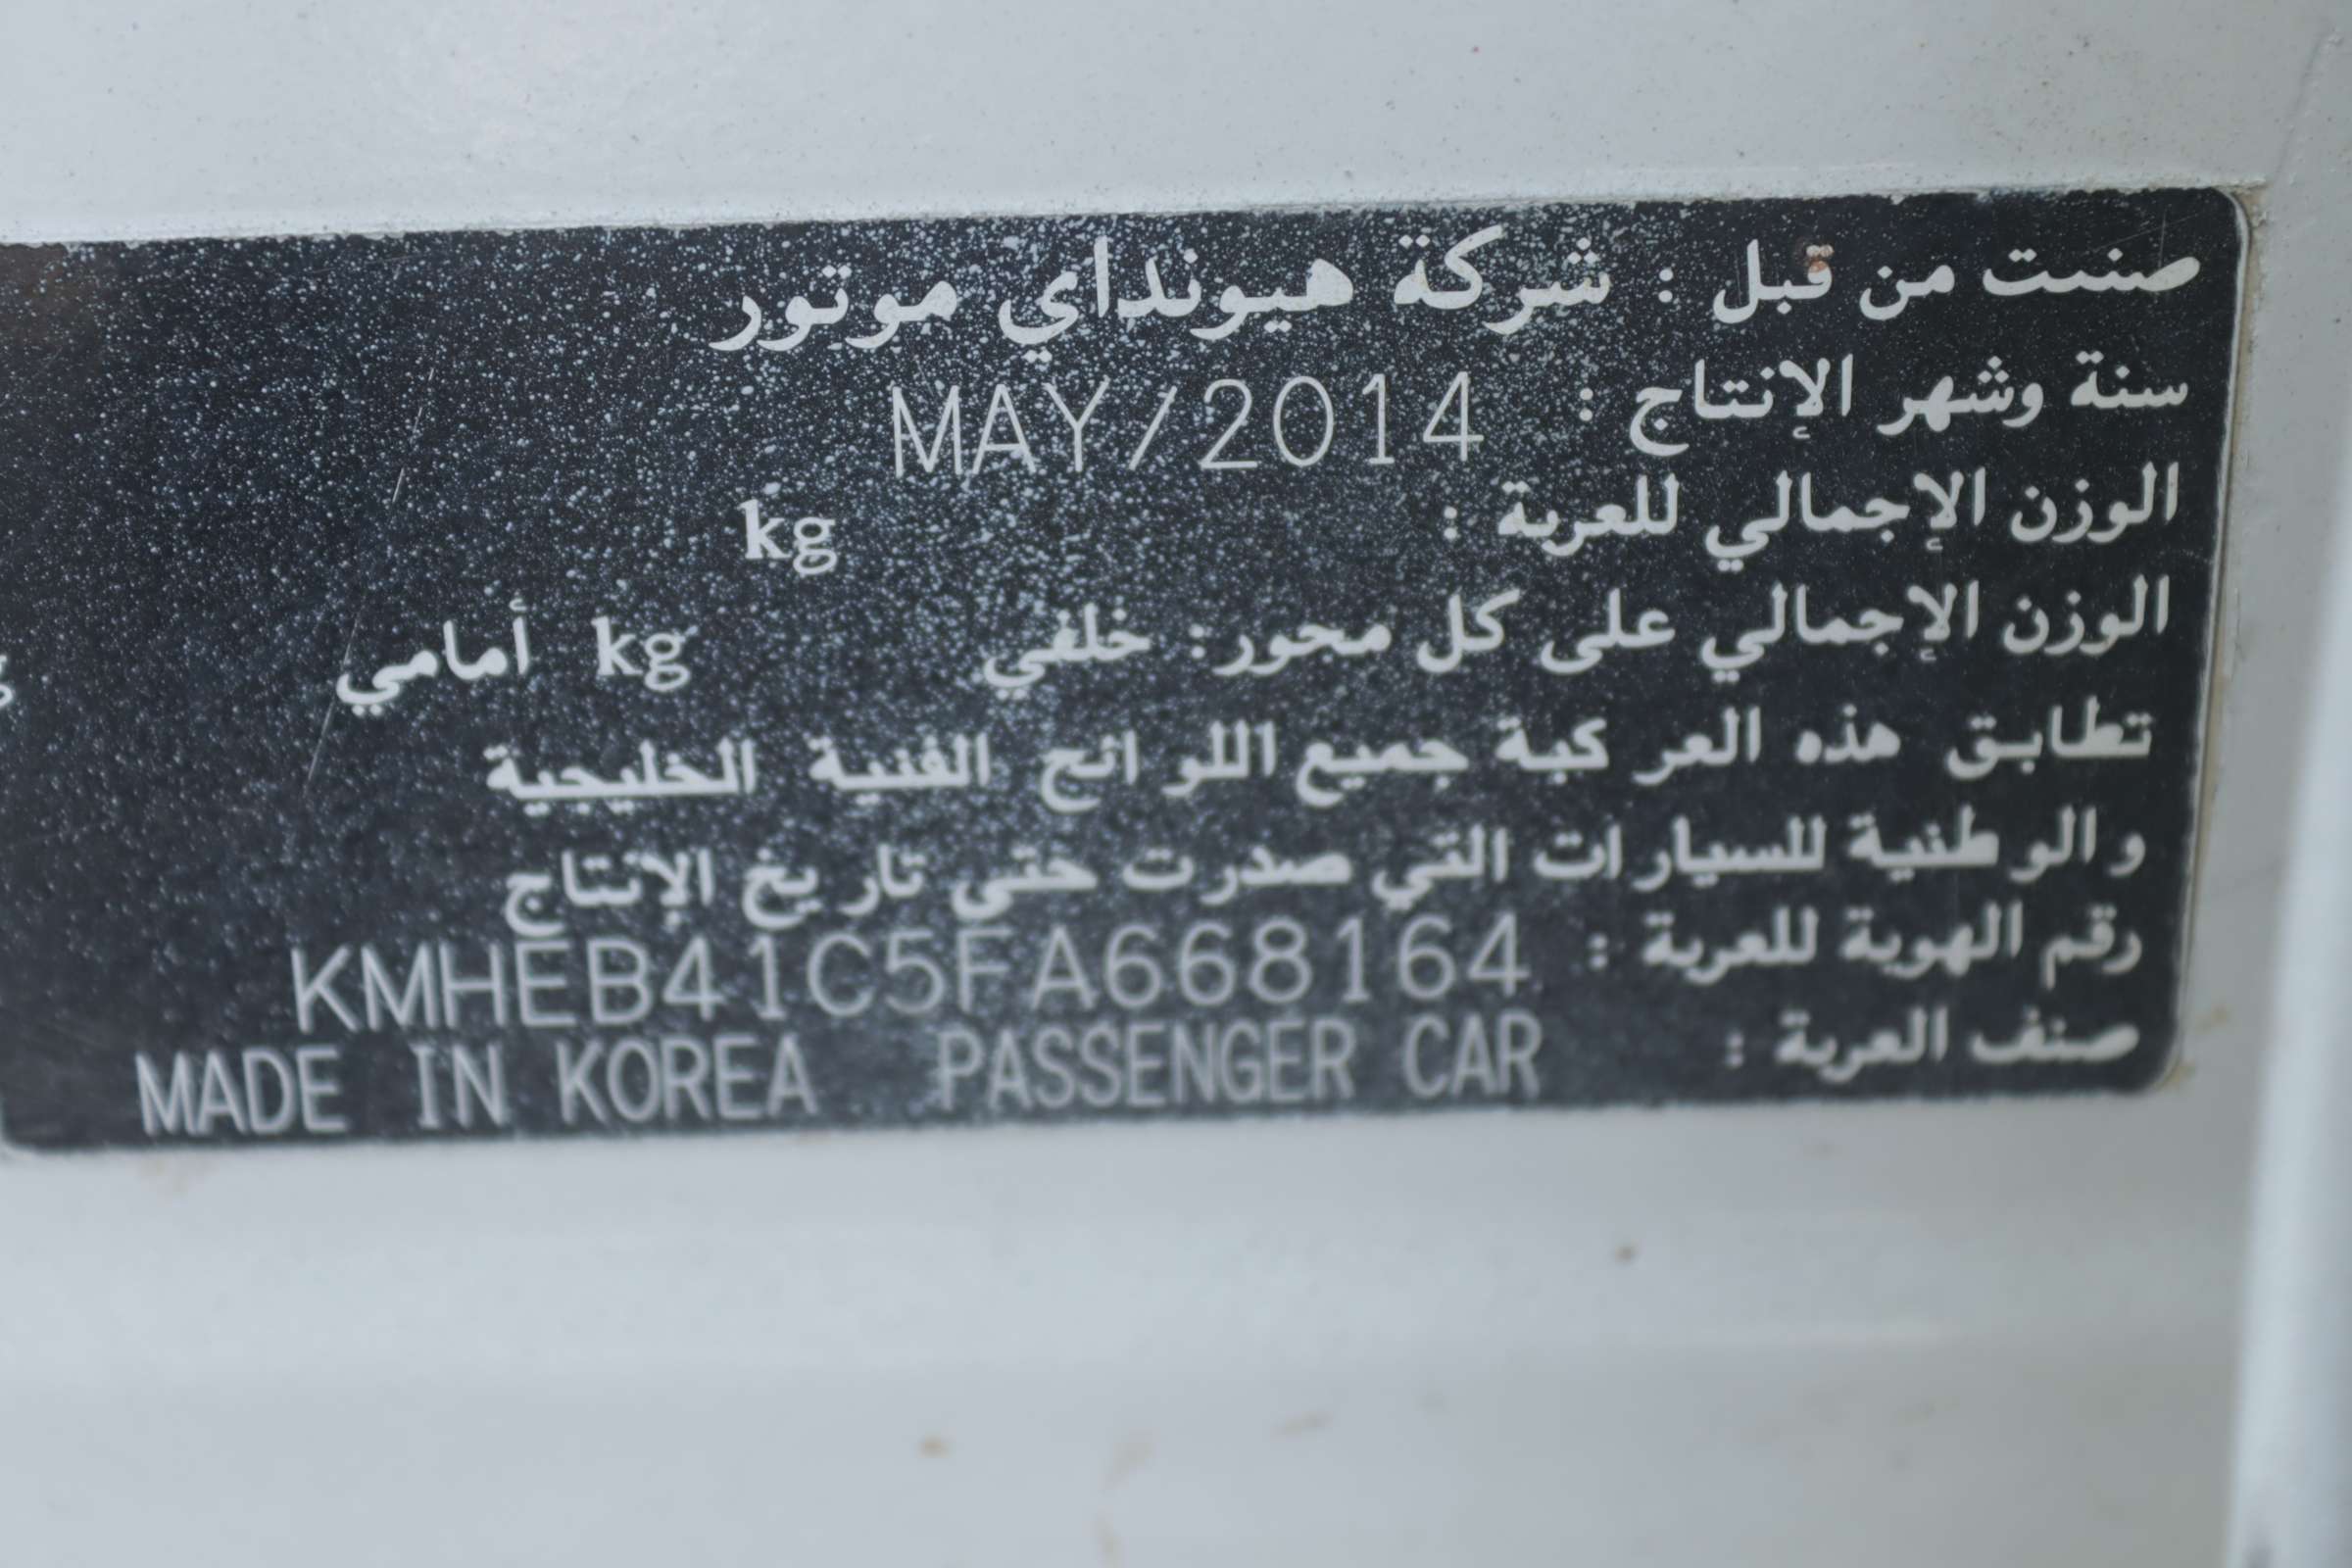 صنعت من قبل : شركة هيونداي موتور
سنة وشهر الإنتاج : MAY/2014
الوزن الإجمالي للعربة : kg
الوزن الإجمالي على كل محور: خلفي kg أمامي
تطابق هذه العركبة جميع اللوائح الفنية الخليجية
والوطنية للسيارات التي صدرت حتى تاريخ الإنتاج
رقم الهوية للعربة : KMHEB41C5FA668164
صنف العربة : PASSENGER CAR MADE IN KOREA